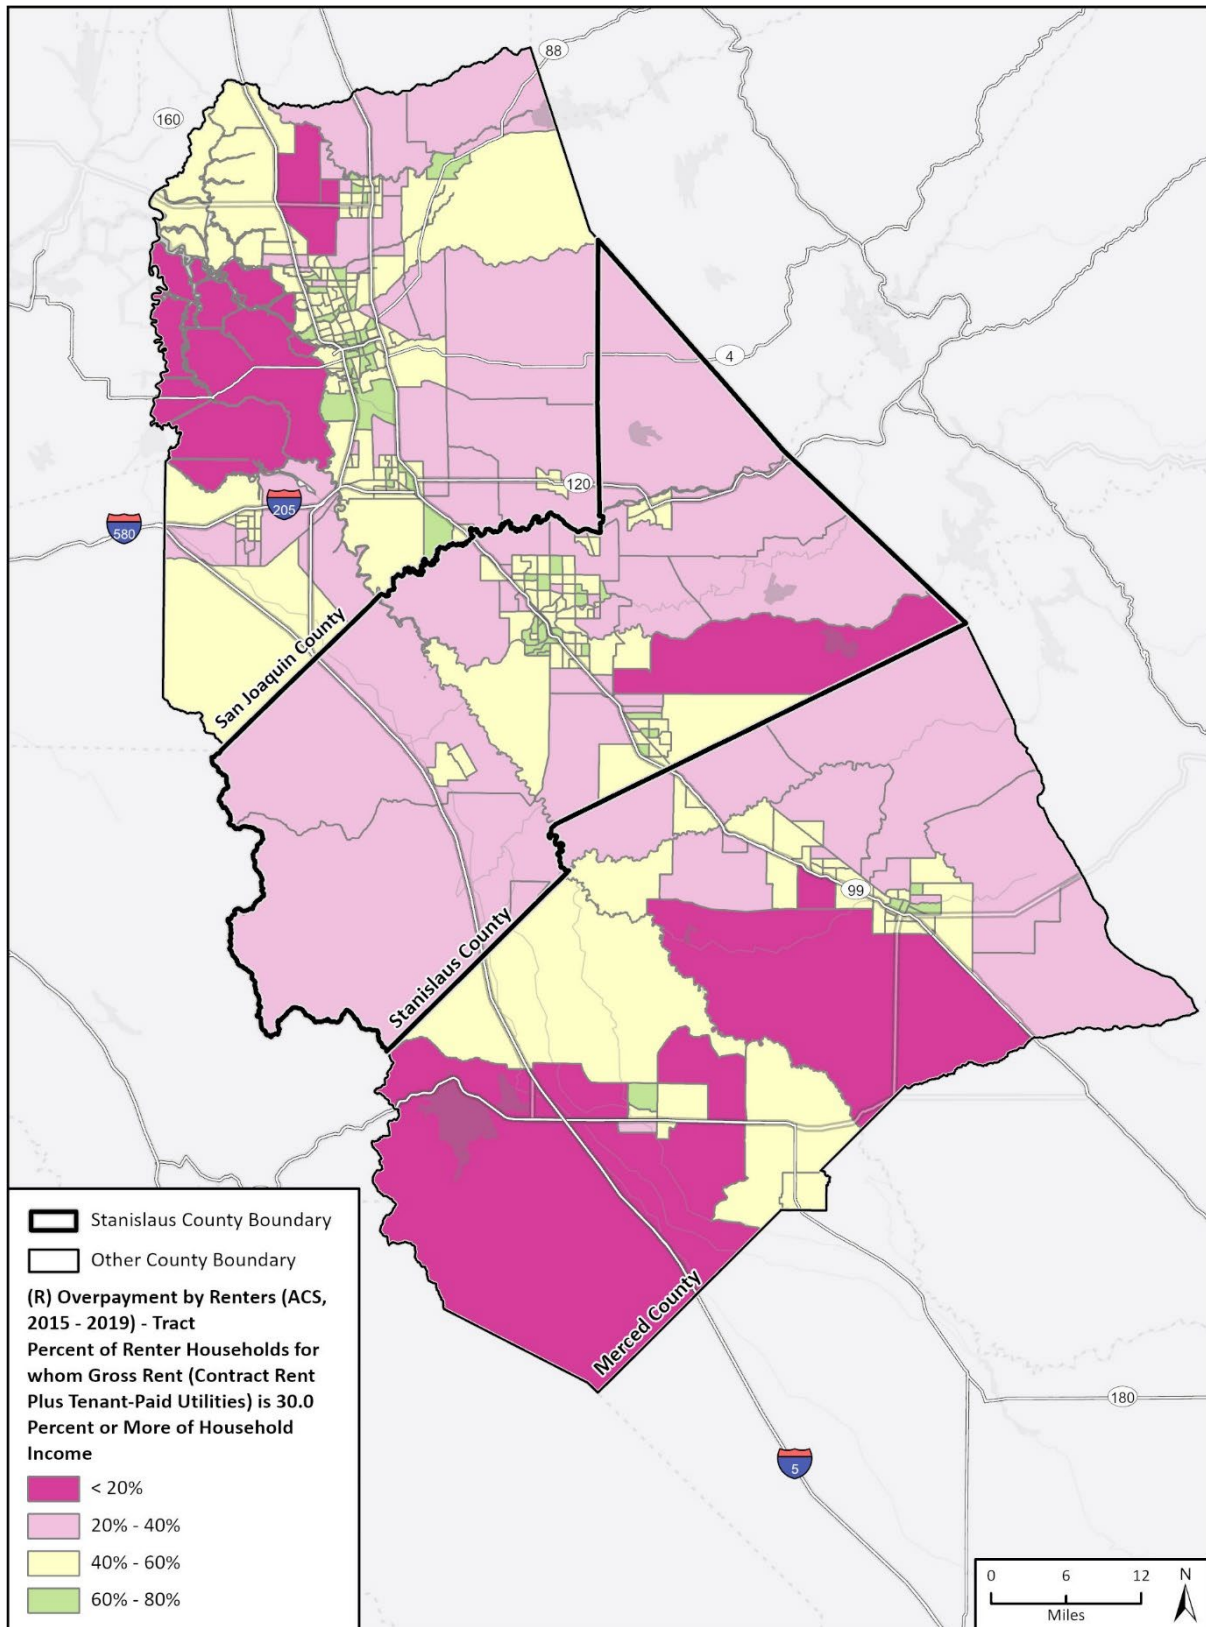 88
160
4
120
205
580
San Joaquin County
99
Stanislaus County
Merced County
180
5
Stanislaus County Boundary
Other County Boundary
(R) Overpayment by Renters (ACS,
2015 - 2019) - Tract
Percent of Renter Households for
whom Gross Rent (Contract Rent
Plus Tenant-Paid Utilities) is 30.0
Percent or More of Household
Income
< 20%
20% - 40%
40% - 60%
60% - 80%
0 6 12
Miles
N